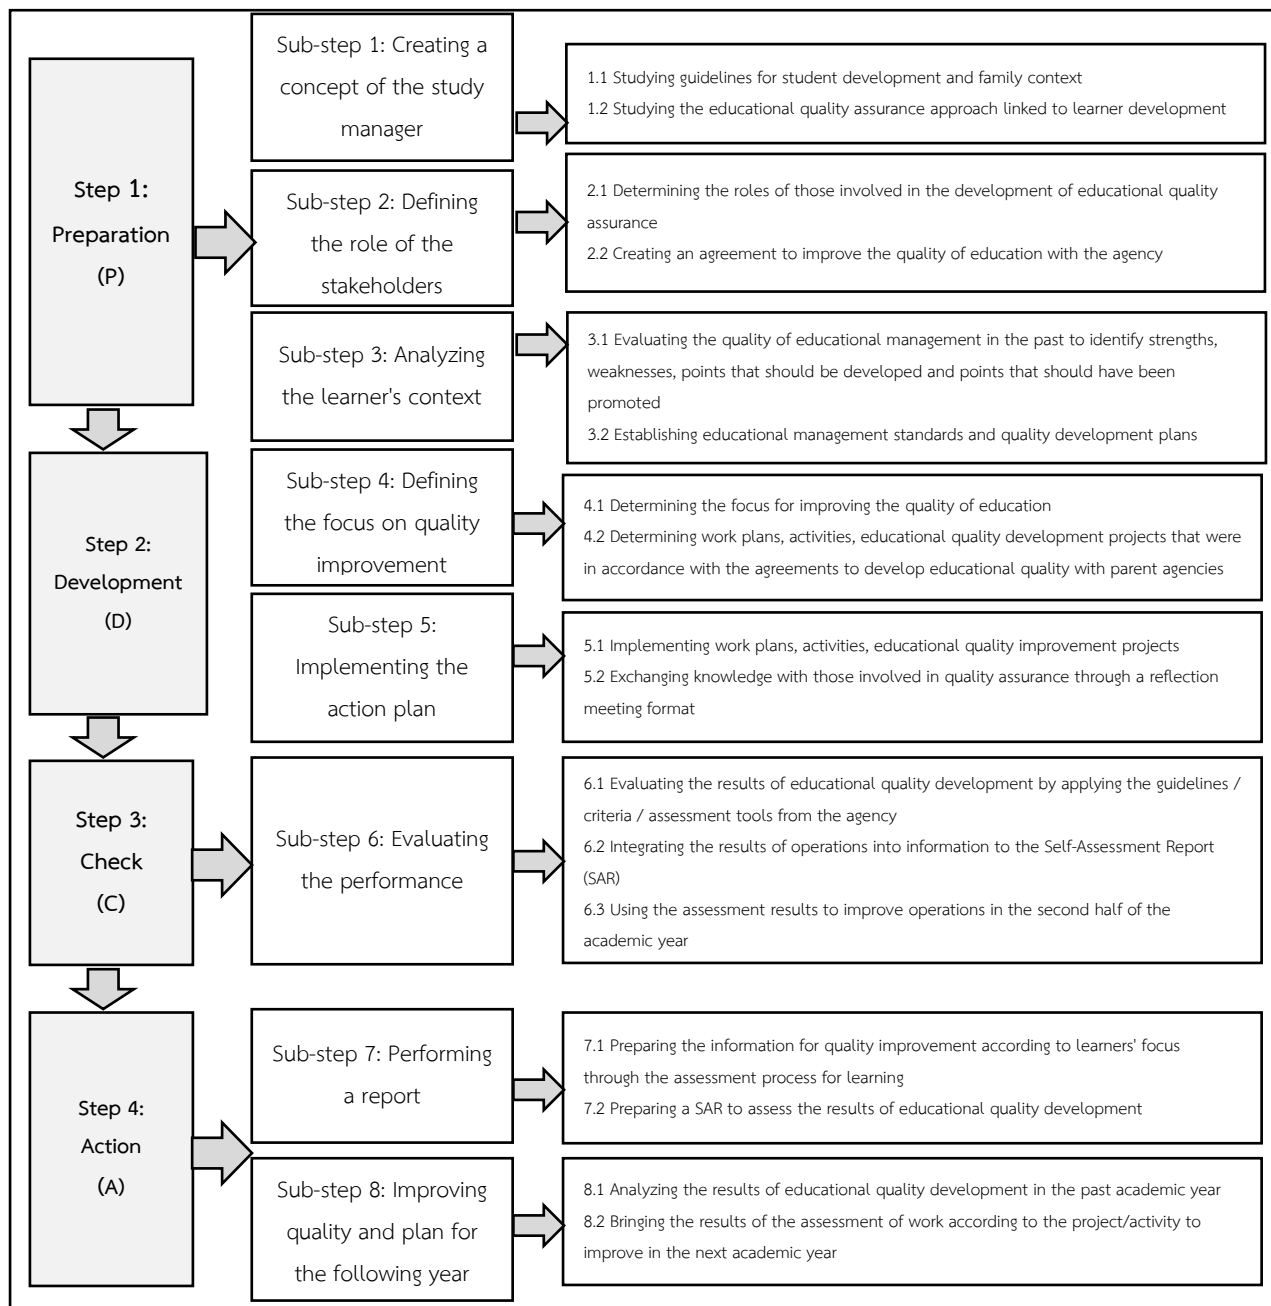 Step 1:
Preparation
(P)
Sub-step 1: Creating a
concept of the study
manager
1.1 Studying guidelines for student development and family context
1.2 Studying the educational quality assurance approach linked to learner development
Sub-step 2: Defining
the role of the
stakeholders
2.1 Determining the roles of those involved in the development of educational quality
assurance
2.2 Creating an agreement to improve the quality of education with the agency
Sub-step 3: Analyzing
the learner's context
3.1 Evaluating the quality of educational management in the past to identify strengths,
weaknesses, points that should be developed and points that should have been
promoted
3.2 Establishing educational management standards and quality development plans
Step 2:
Development
(D)
Sub-step 4: Defining
the focus on quality
improvement
4.1 Determining the focus for improving the quality of education
4.2 Determining work plans, activities, educational quality development projects that were
in accordance with the agreements to develop educational quality with parent agencies
Sub-step 5:
Implementing the
action plan
5.1 Implementing work plans, activities, educational quality improvement projects
5.2 Exchanging knowledge with those involved in quality assurance through a reflection
meeting format
Step 3:
Check
(C)
Sub-step 6: Evaluating
the performance
6.1 Evaluating the results of educational quality development by applying the guidelines /
criteria / assessment tools from the agency
6.2 Integrating the results of operations into information to the Self-Assessment Report
(SAR)
6.3 Using the assessment results to improve operations in the second half of the
academic year
Step 4:
Action
(A)
Sub-step 7: Performing
a report
7.1 Preparing the information for quality improvement according to learners' focus
through the assessment process for learning
7.2 Preparing a SAR to assess the results of educational quality development
Sub-step 8: Improving
quality and plan for
the following year
8.1 Analyzing the results of educational quality development in the past academic year
8.2 Bringing the results of the assessment of work according to the project/activity to
improve in the next academic year